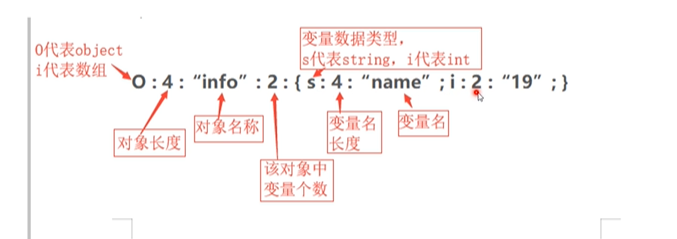 O代表object
i代表数组
变量数据类型，
s代表string, i代表int
O : 4 : “info” : 2 : { s : 4 : “name” ; i : 2 : “19” ; }
对象长度
对象名称
变量名
长度
变量名
该对象中
变量个数